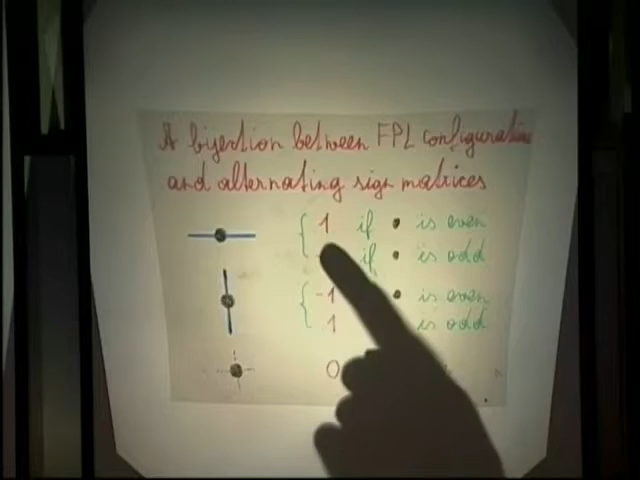 A bijection between FPL configuratio
and alternating sign matrices
{ 1 if • is even
if • is odd
{ -1 • is even
1 is odd
0